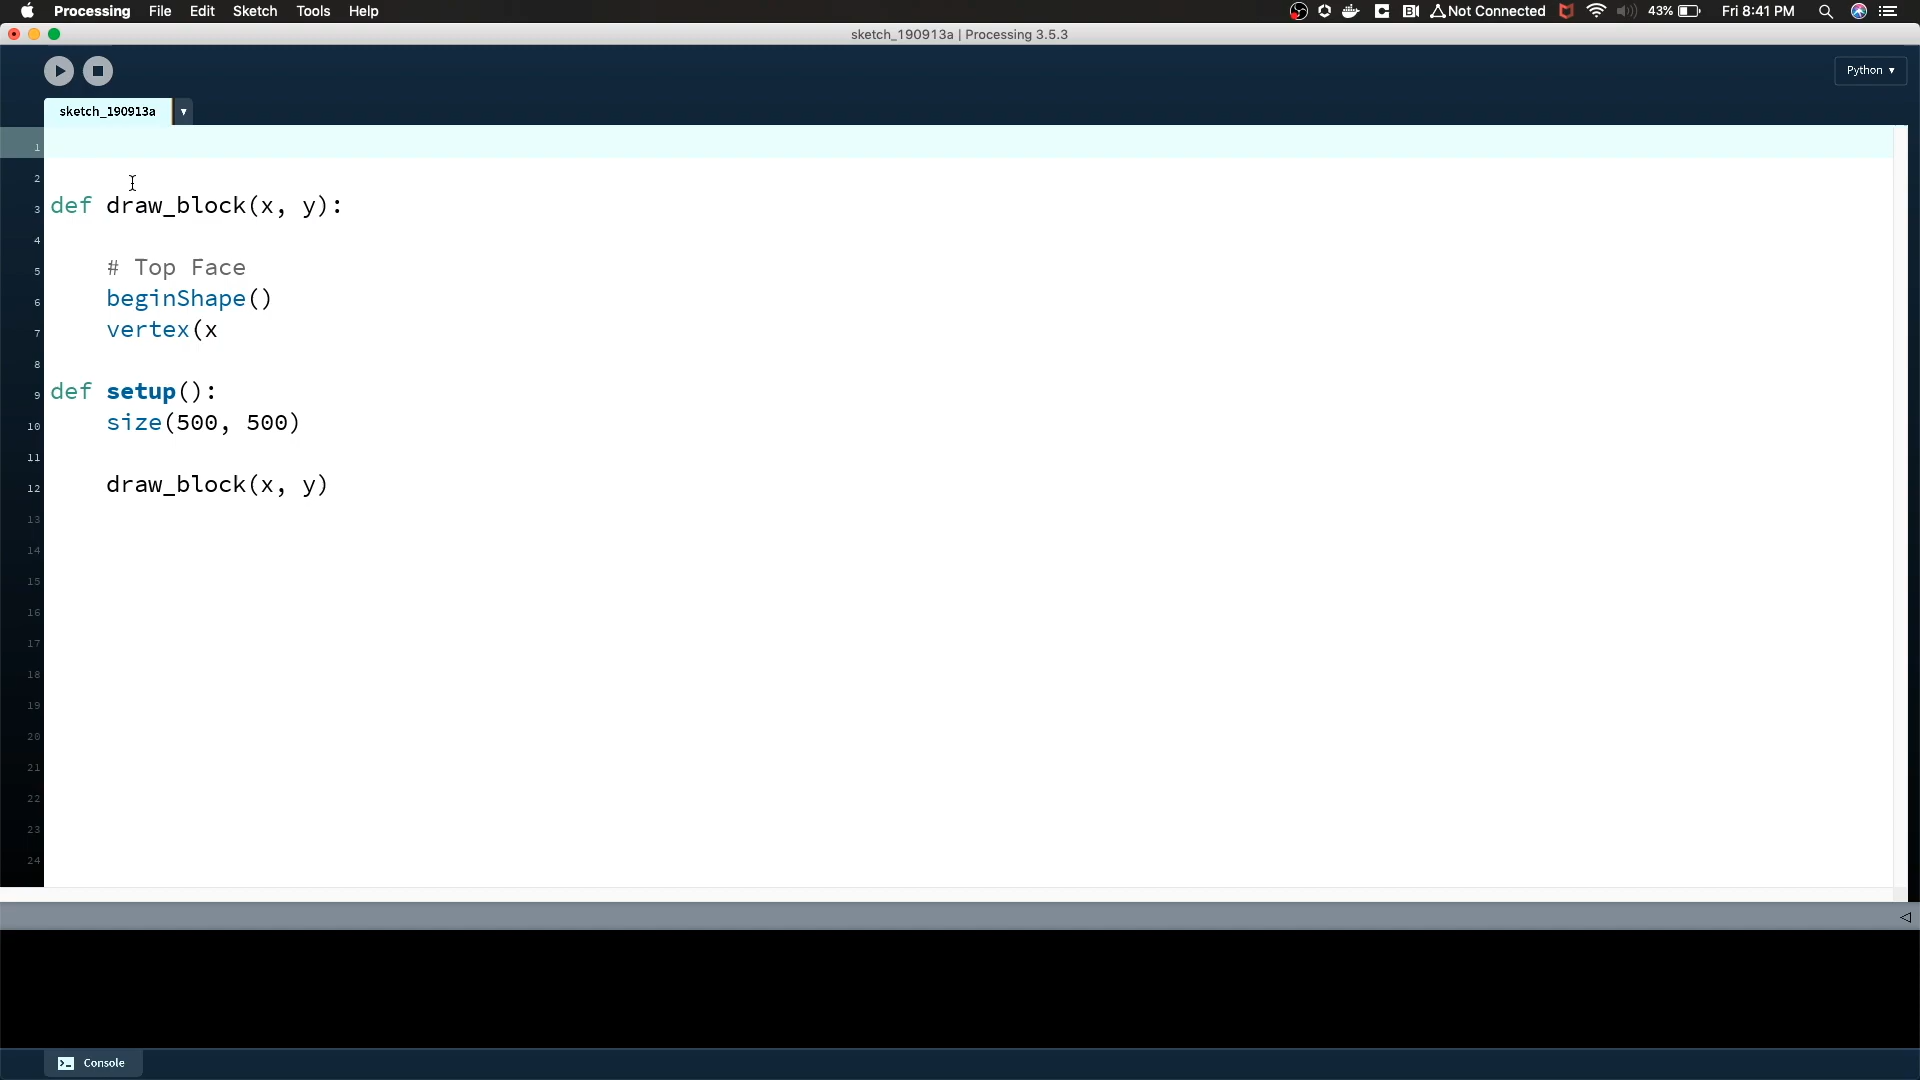 Processing File Edit Sketch Tools Help Not Connected 43% Fri 8:41 PM
sketch_190913a | Processing 3.5.3
Python
sketch_190913a
1
2
3 def draw_block(x, y):
4
5 # Top Face
6 beginShape()
7 vertex(x
8
9 def setup():
10 size(500, 500)
11
12 draw_block(x, y)
13
14
15
16
17
18
19
20
21
22
23
24
Console